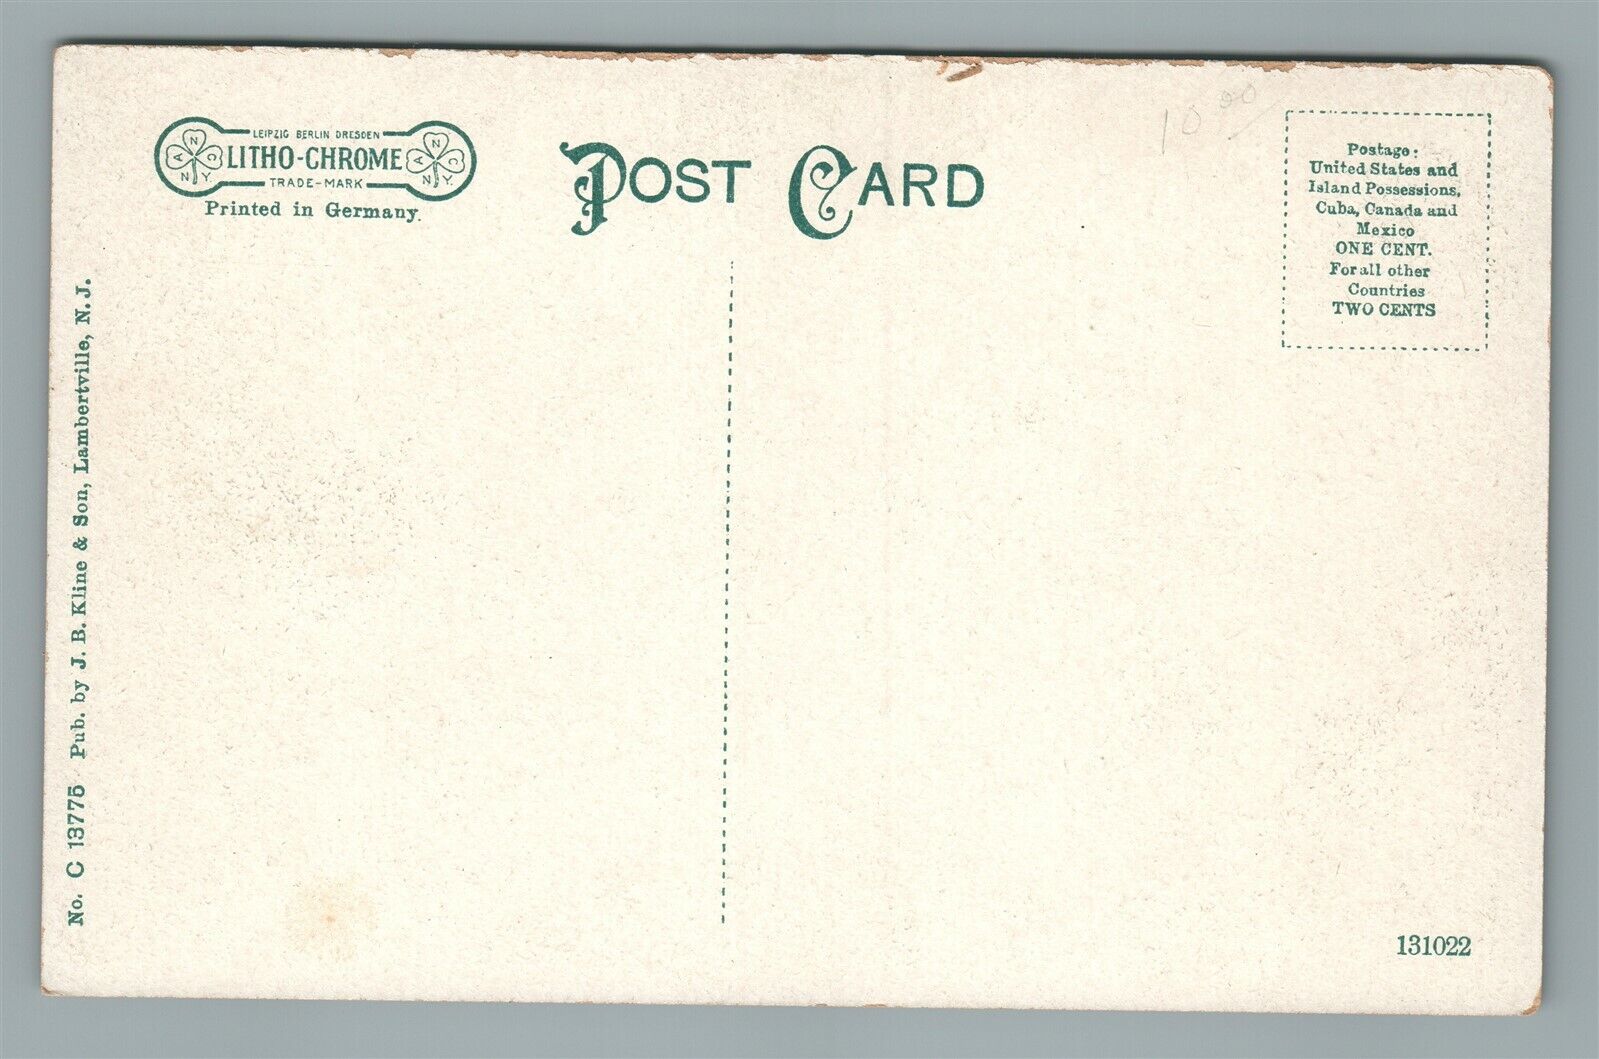 LEIPZIG BERLIN DRESDEN
A N C N.Y. LITHO-CHROME A N C N.Y.
TRADE-MARK
Printed in Germany.
POST CARD
10 00
Postage:
United States and
Island Possessions,
Cuba, Canada and
Mexico
ONE CENT.
For all other
Countries
TWO CENTS
No. C 13775 Pub. by J. B. Kline & Son, Lambertville, N. J.
131022